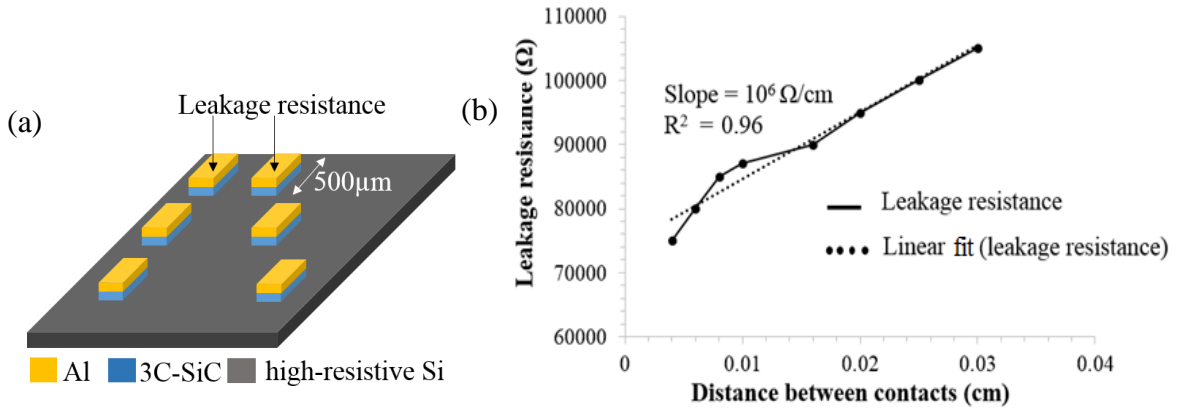 (a)
Leakage resistance
500µm
Al
3C-SiC
high-resistive Si
(b)
Leakage resistance (Ω)
110000
100000
90000
80000
70000
60000
Slope = 10⁶ Ω/cm
R² = 0.96
Leakage resistance
Linear fit (leakage resistance)
0
0.01
0.02
0.03
0.04
Distance between contacts (cm)